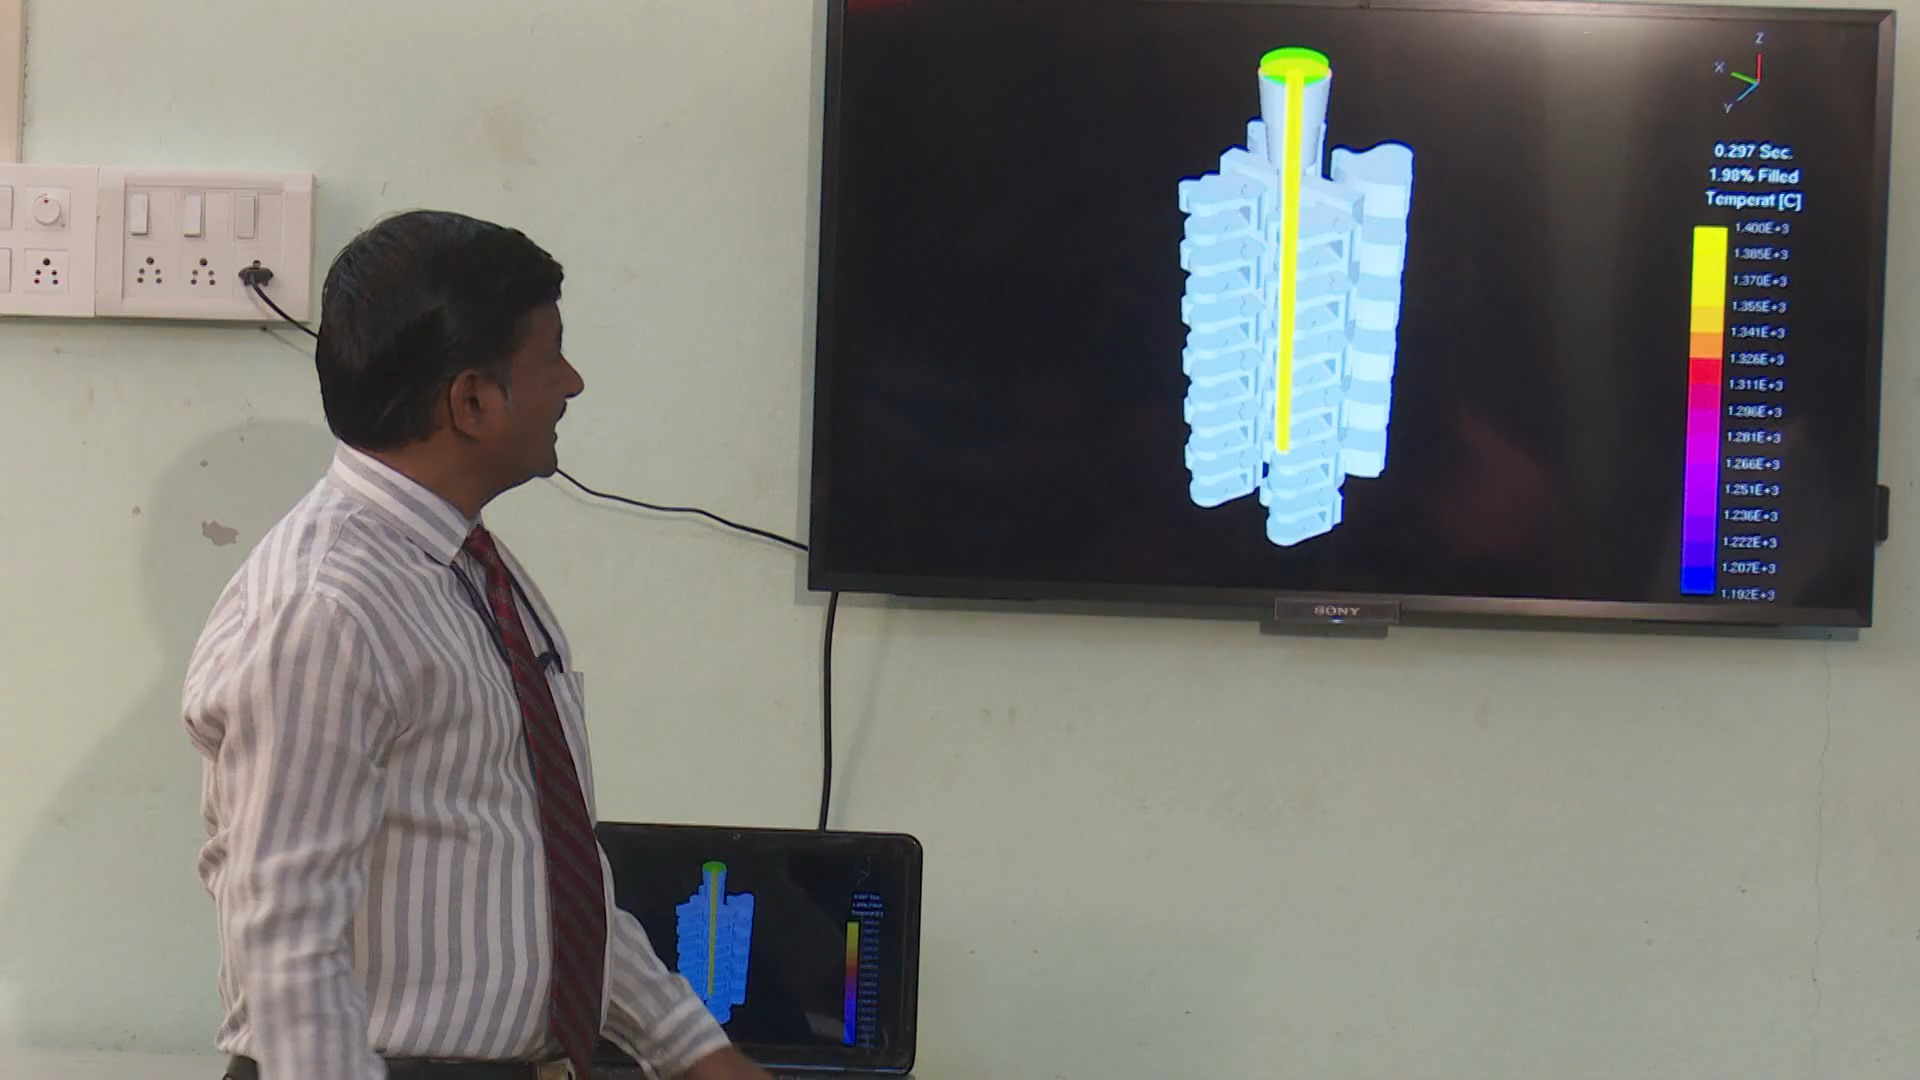 Z
X
Y
0.297 Sec.
1.98% Filled
Temperat [C]
1.400E+3
1.385E+3
1.370E+3
1.355E+3
1.341E+3
1.326E+3
1.311E+3
1.296E+3
1.281E+3
1.266E+3
1.251E+3
1.236E+3
1.222E+3
1.207E+3
1.192E+3
SONY